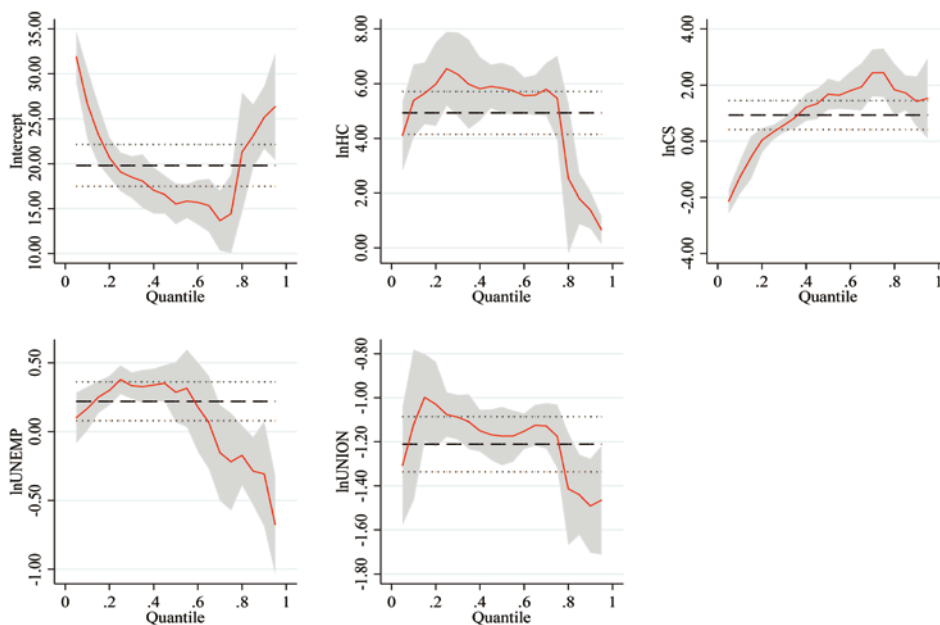 35.00
30.00
25.00
20.00
15.00
10.00
Intercept
0 .2 .4 .6 .8 1
Quantile
8.00
6.00
4.00
2.00
0.00
lnHC
0 .2 .4 .6 .8 1
Quantile
4.00
2.00
0.00
-2.00
-4.00
lnCS
0 .2 .4 .6 .8 1
Quantile
0.50
0.00
-0.50
-1.00
lnUNEMP
0 .2 .4 .6 .8 1
Quantile
-0.80
-1.00
-1.20
-1.40
-1.60
-1.80
lnUNION
0 .2 .4 .6 .8 1
Quantile